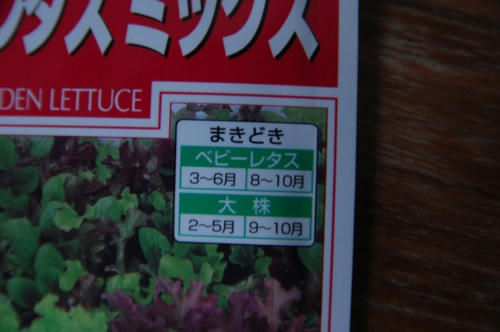 レタスミックス
DEN LETTUCE
まきどき
ベビーレタス
3〜6月 8〜10月
大 株
2〜5月 9〜10月